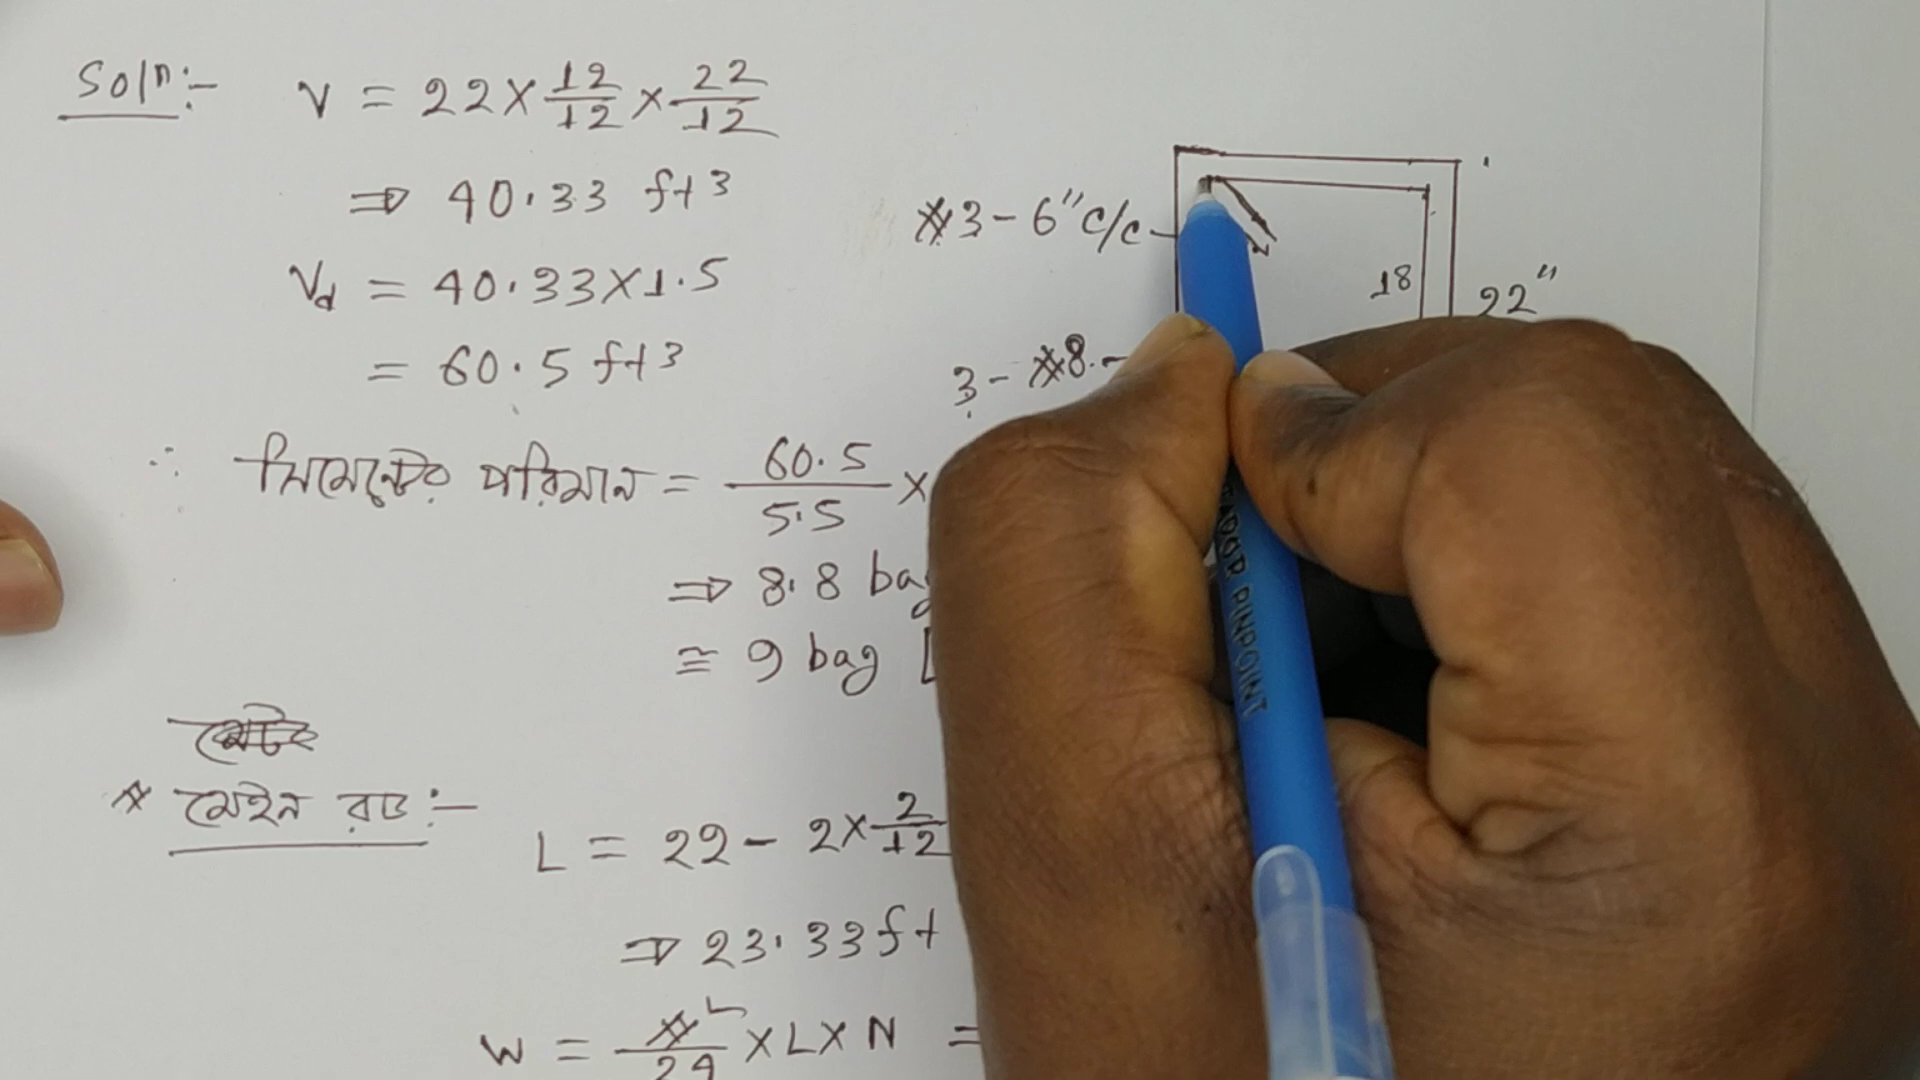 Soln:- V = 22 × 12/12 × 22/12
⇒ 40.33 ft3
Vd = 40.33×1.5
= 60.5 ft3
∴ সিমেন্টের পরিমান = 60.5/5.5 ×
⇒ 8.8 bag
≅ 9 bag [
* মেইন রড :-
L = 22 - 2×2/12
⇒ 23.33 ft
W = #²/24 × L × N =
#3 - 6" c/c
18
22"
3 - #8
LINDOOR PINPOINT